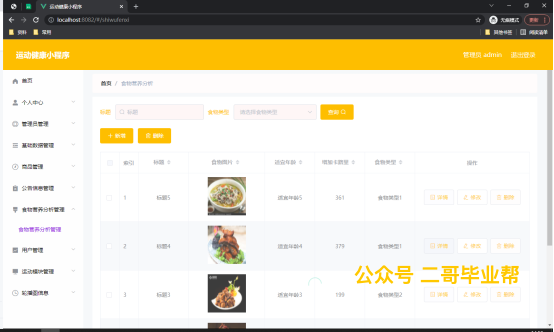 运动健康小程序
localhost:8082/#/shiwufenxi
无痕模式
更新
资料
常用
其他书签
阅读清单
运动健康小程序
管理员 admin
退出登录
首页
个人中心
管理员管理
基础数据管理
商品管理
公告信息管理
食物营养分析管理
食物营养分析管理
用户管理
运动模块管理
轮播图信息
首页 / 食物营养分析
标题 标题 食物类型 请选择食物类型 查询
+ 新增 删除
索引 标题 食物照片 适宜年龄 食物类型 操作
1 标题5 适宜年龄5 361 食物类型1 详情 修改 删除
2 标题4 适宜年龄4 379 食物类型1 详情 修改 删除
3 标题3 适宜年龄3 199 食物类型2 详情 修改 删除
公众号 二哥毕业帮